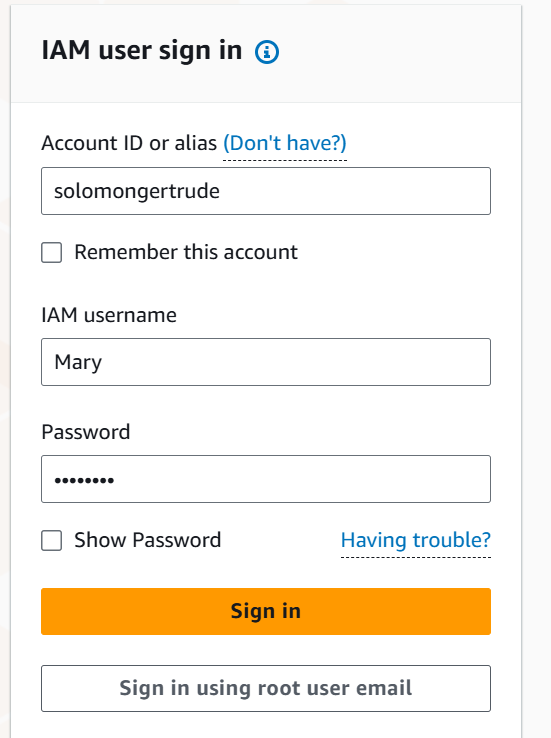 IAM user sign in
Account ID or alias (Don't have?)
solomongertrude
Remember this account
IAM username
Mary
Password
••••••••
Show Password Having trouble?
Sign in
Sign in using root user email